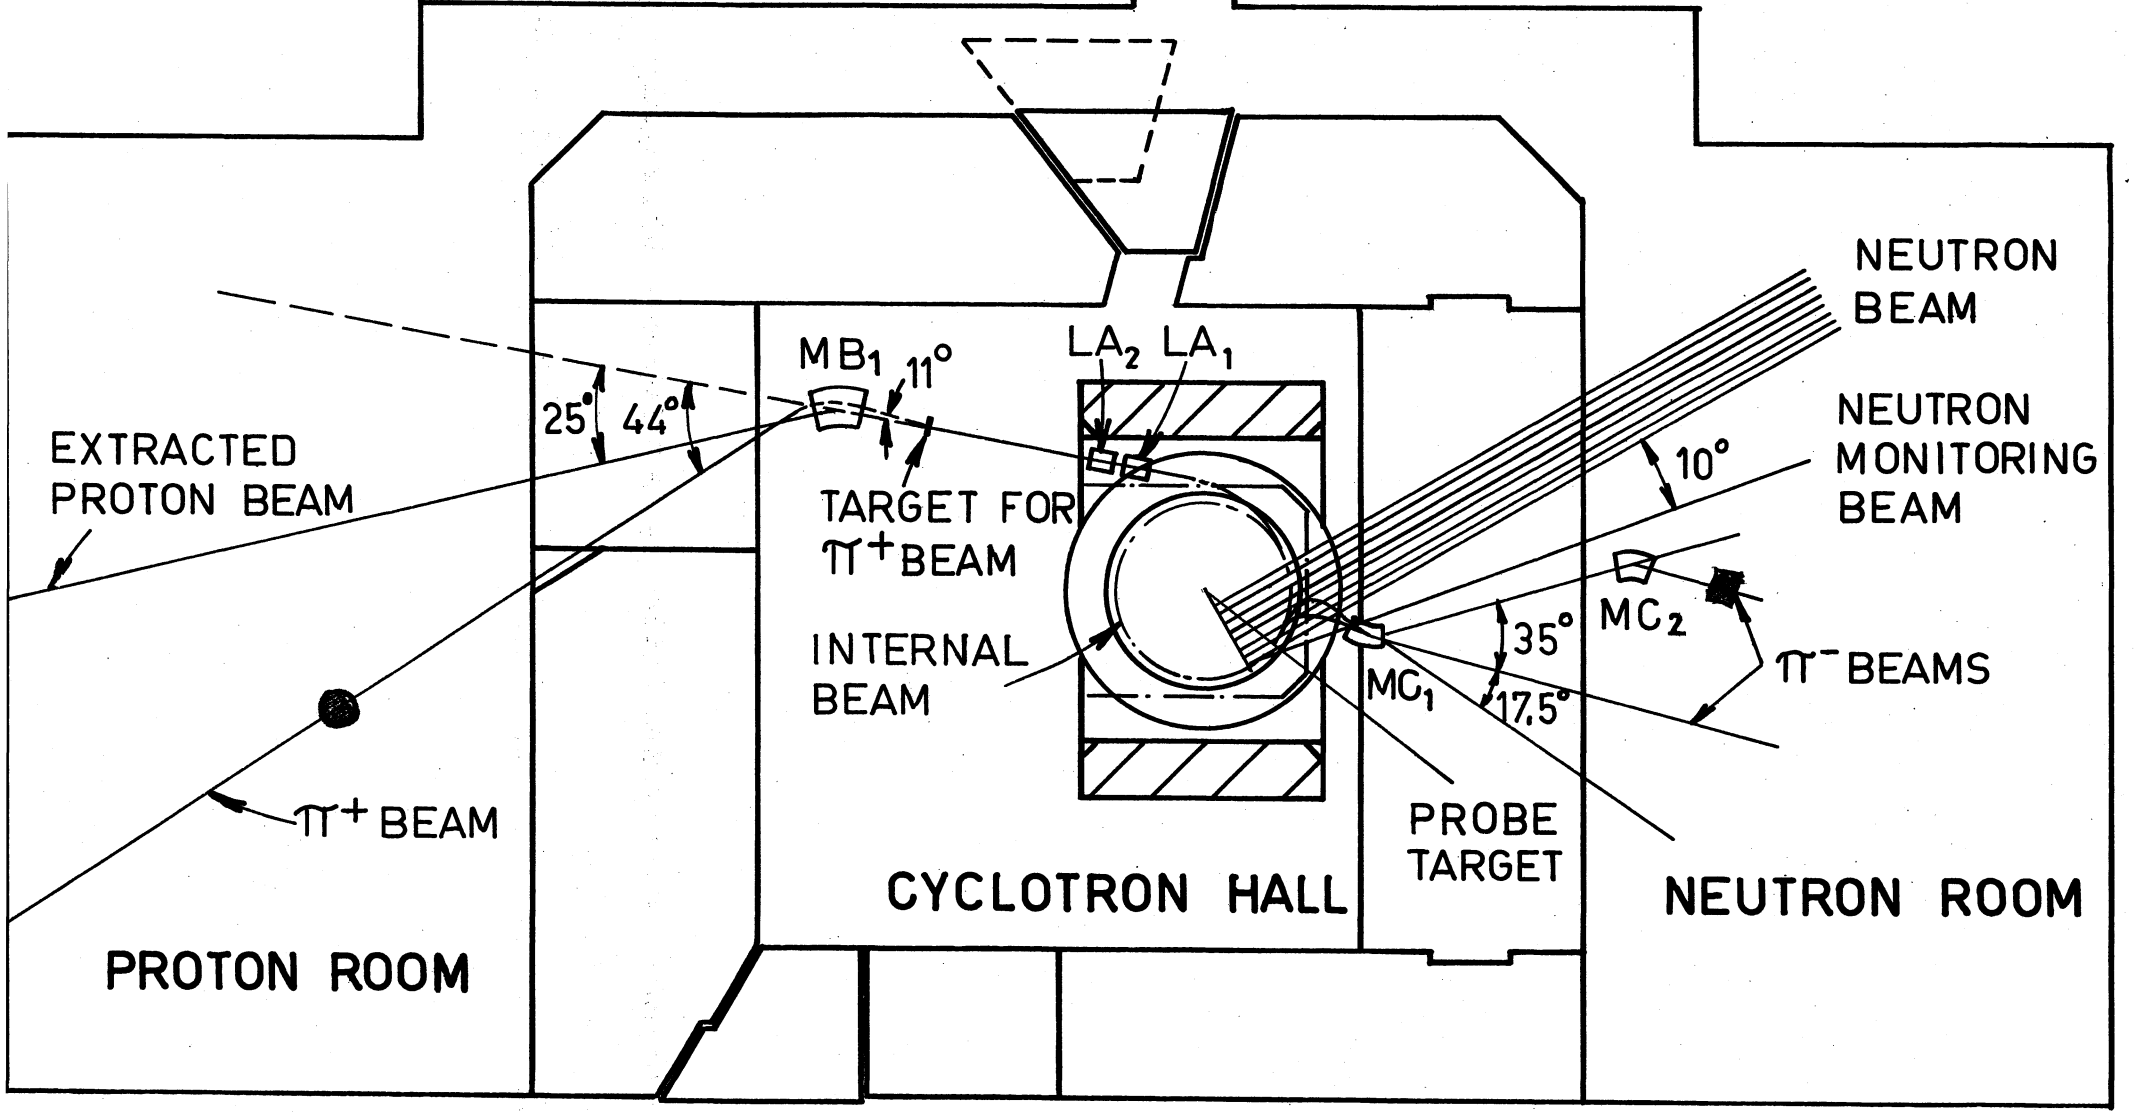 NEUTRON
BEAM
LA₂ LA₁
MB₁
11°
25°
44°
NEUTRON
MONITORING
BEAM
10°
EXTRACTED
PROTON BEAM
TARGET FOR
π⁺ BEAM
MC₂
35°
INTERNAL
BEAM
π⁻ BEAMS
MC₁
17,5°
π⁺ BEAM
PROBE
TARGET
CYCLOTRON HALL
NEUTRON ROOM
PROTON ROOM